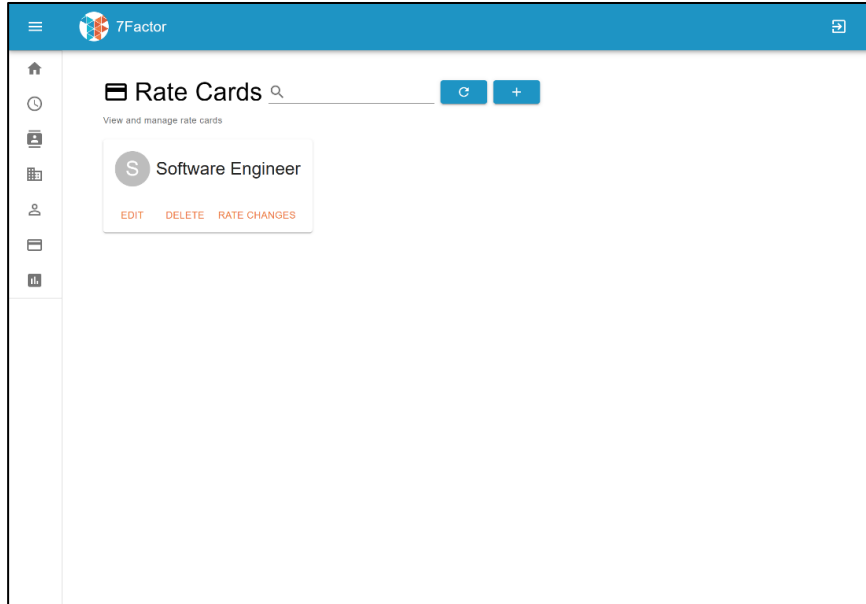 7Factor
Rate Cards
View and manage rate cards
S Software Engineer
EDIT DELETE RATE CHANGES